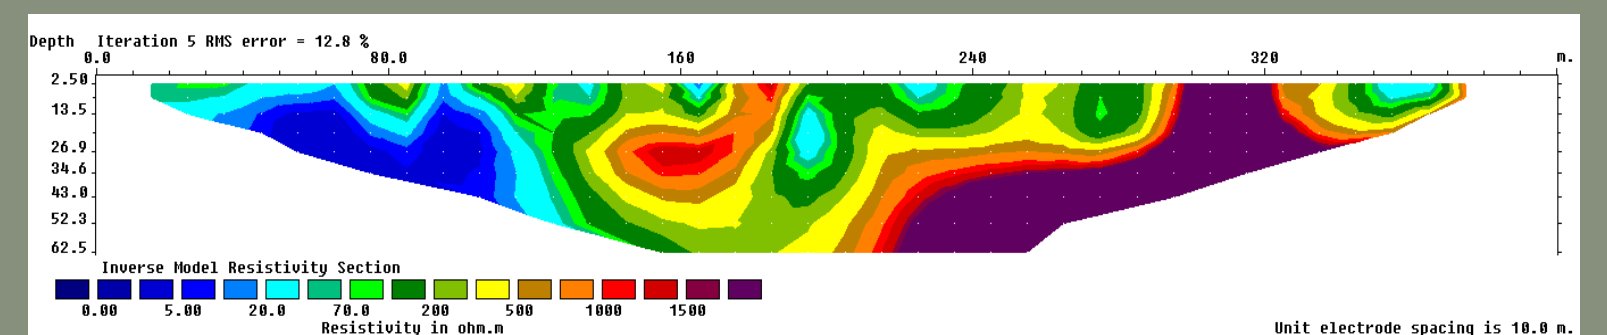 Depth Iteration 5 RMS error = 12.8 %
0.0 80.0 160 240 320 m.
2.50
13.5
26.9
34.6
43.0
52.3
62.5
Inverse Model Resistivity Section
0.00 5.00 20.0 70.0 200 500 1000 1500
Resistivity in ohm.m Unit electrode spacing is 10.0 m.